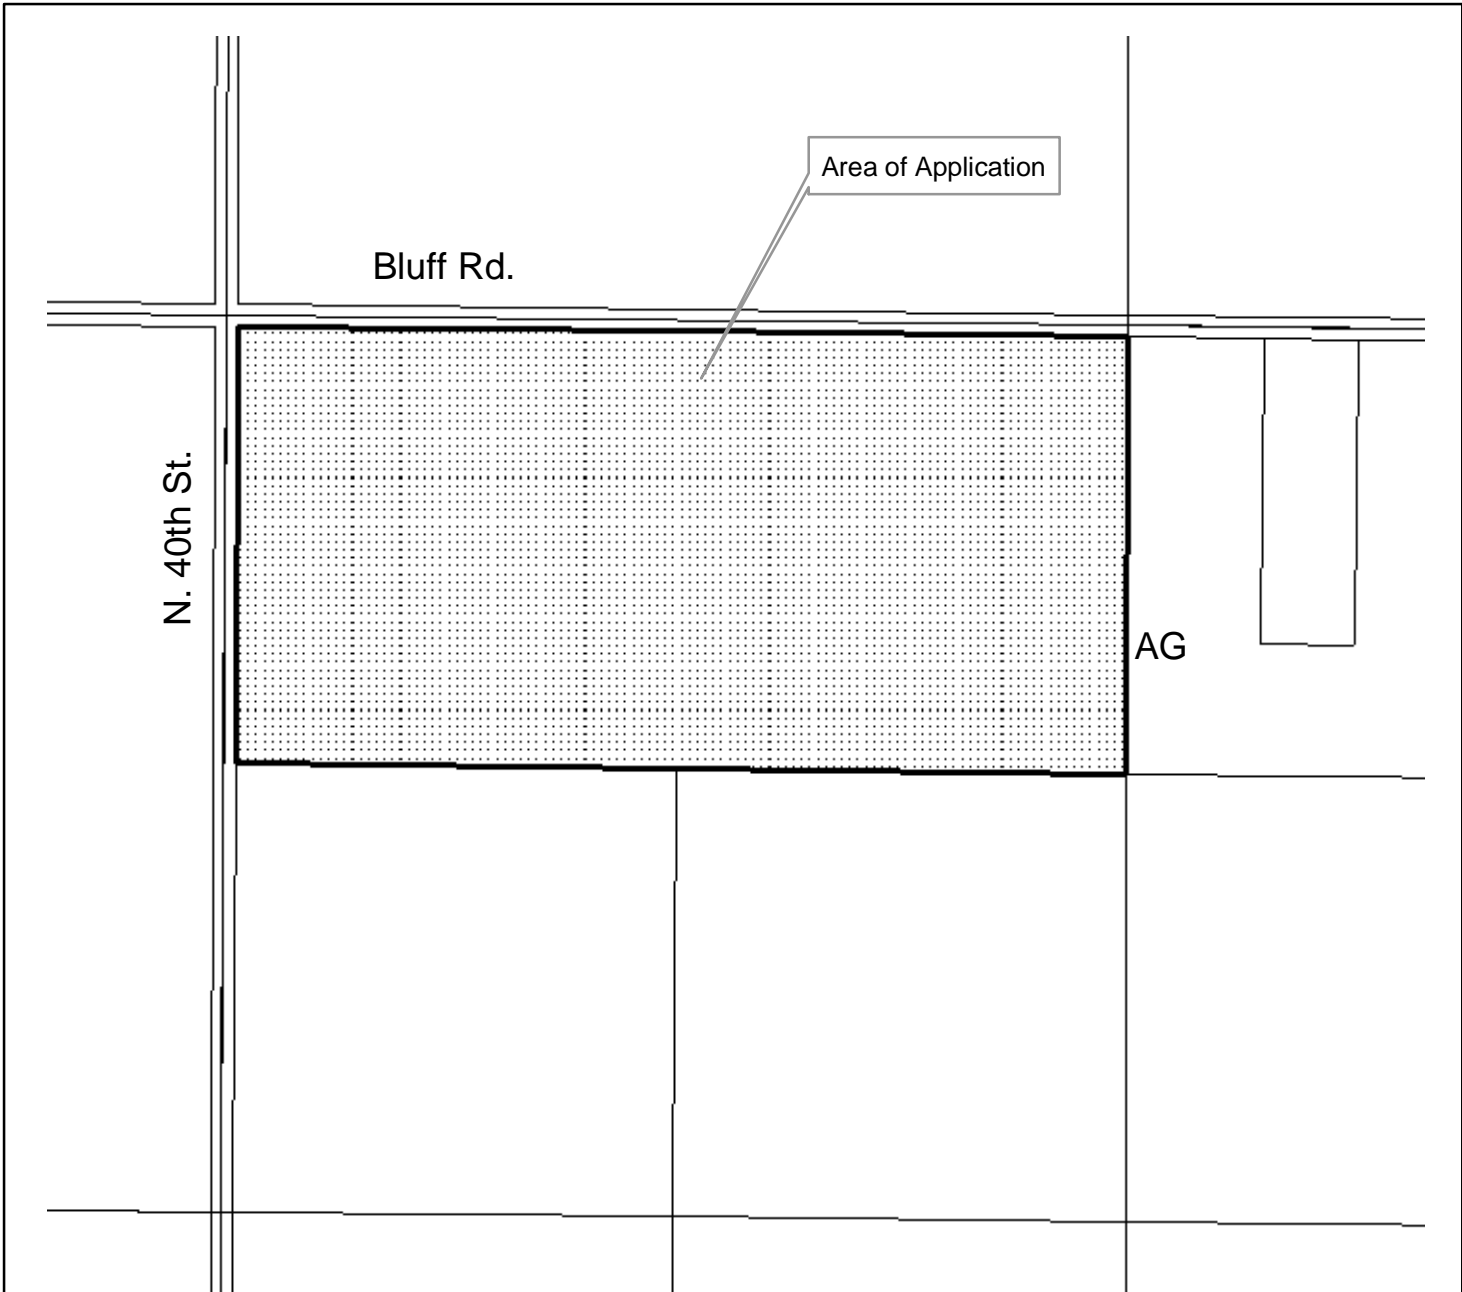 Area of Application
Bluff Rd.
N. 40th St.
AG